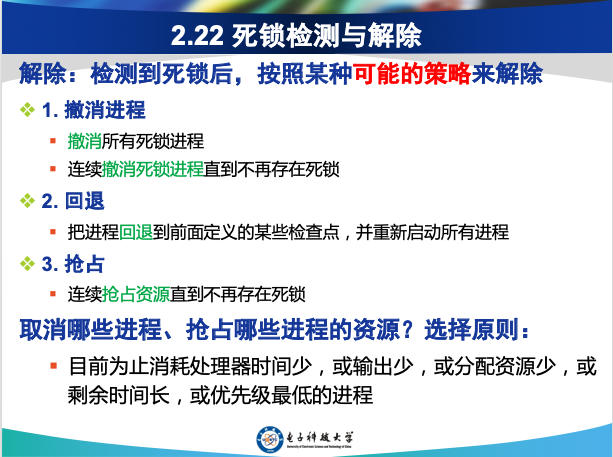 2.22 死锁检测与解除
解除：检测到死锁后，按照某种可能的策略来解除
1. 撤消进程
撤消所有死锁进程
连续撤消死锁进程直到不再存在死锁
2. 回退
把进程回退到前面定义的某些检查点，并重新启动所有进程
3. 抢占
连续抢占资源直到不再存在死锁
取消哪些进程、抢占哪些进程的资源？选择原则：
目前为止消耗处理器时间少，或输出少，或分配资源少，或
剩余时间长，或优先级最低的进程
电子科技大学
University of Electronic Science and Technology of China